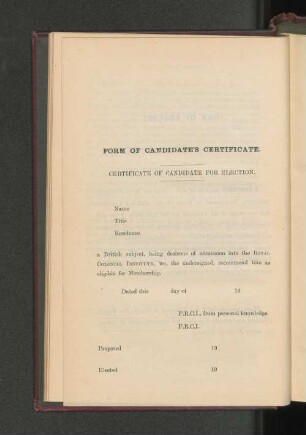 FORM OF CANDIDATE'S CERTIFICATE.
CERTIFICATE OF CANDIDATE FOR ELECTION.
Name
Title
Residence
a British subject, being desirous of admission into the ROYAL
COLONIAL INSTITUTE, we, the undersigned, recommend him as
eligible for Membership.
Dated this day of 19
F.R.C.I., from personal knowledge.
F.R.C.I.
Proposed 19
Elected 19